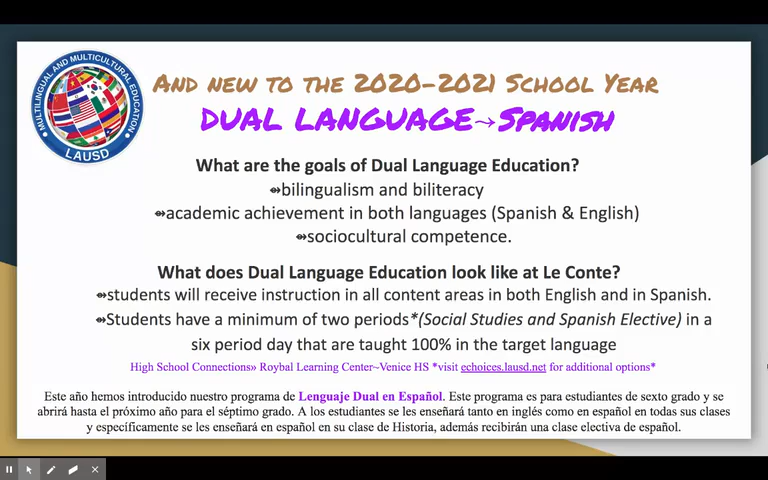 MULTILINGUAL AND MULTICULTURAL EDUCATION
LAUSD
AND NEW TO THE 2020-2021 SCHOOL YEAR
DUAL LANGUAGE→SPANISH
What are the goals of Dual Language Education?
⇴bilingualism and biliteracy
⇴academic achievement in both languages (Spanish & English)
⇴sociocultural competence.
What does Dual Language Education look like at Le Conte?
⇴students will receive instruction in all content areas in both English and in Spanish.
⇴Students have a minimum of two periods*(Social Studies and Spanish Elective) in a
six period day that are taught 100% in the target language
High School Connections» Roybal Learning Center~Venice HS *visit echoices.lausd.net for additional options*
Este año hemos introducido nuestro programa de Lenguaje Dual en Español. Este programa es para estudiantes de sexto grado y se
abrirá hasta el próximo año para el séptimo grado. A los estudiantes se les enseñará tanto en inglés como en español en todas sus clases
y específicamente se les enseñará en español en su clase de Historia, además recibirán una clase electiva de español.